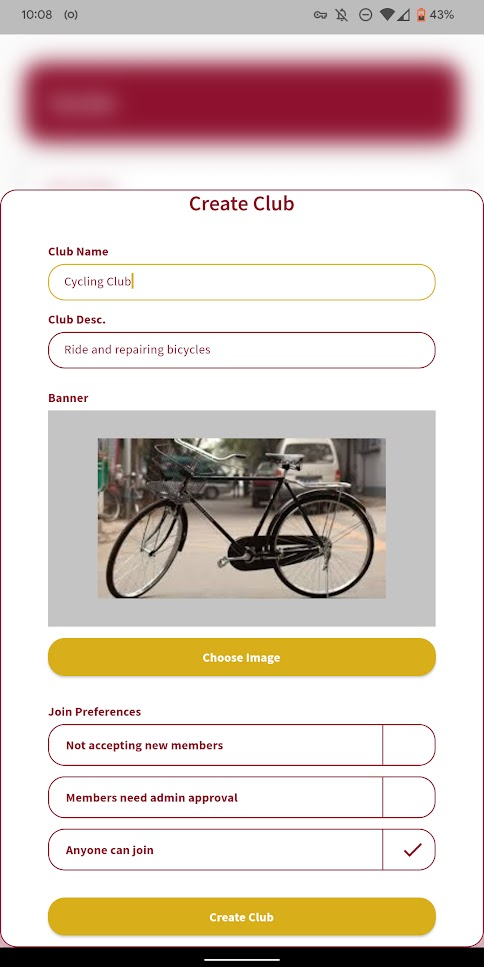 10:08
43%
Create Club
Club Name
Cycling Club
Club Desc.
Ride and repairing bicycles
Banner
Choose Image
Join Preferences
Not accepting new members
Members need admin approval
Anyone can join
Create Club